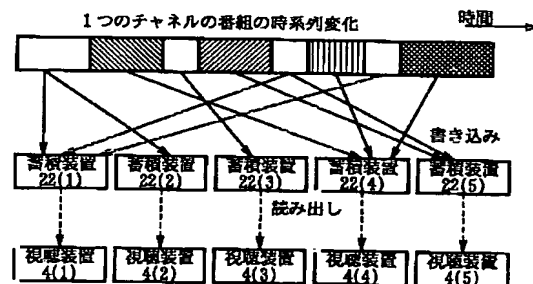 1つのチャネルの番組の時系列変化
時間
書き込み
蓄積装置
22(1)
蓄積装置
22(2)
蓄積装置
22(3)
蓄積装置
22(4)
蓄積装置
22(5)
読み出し
視聴装置
4(1)
視聴装置
4(2)
視聴装置
4(3)
視聴装置
4(4)
視聴装置
4(5)